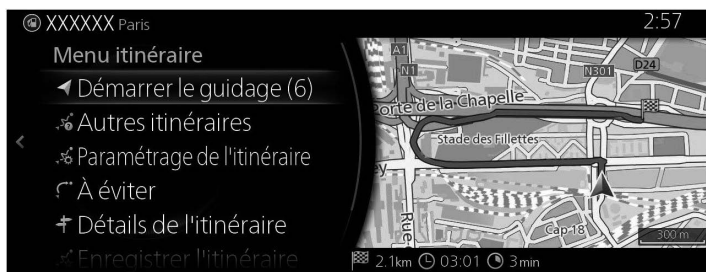 XXXXXX Paris
2:57
Menu itinéraire
Démarrer le guidage (6)
Autres itinéraires
Paramétrage de l'itinéraire
À éviter
Détails de l'itinéraire
Enregistrer l'itinéraire
A1
N1
N301
D24
Porte de la Chapelle
Stade des Fillettes
ey
Rue
Cap 18
300 m
2.1km 03:01 3min